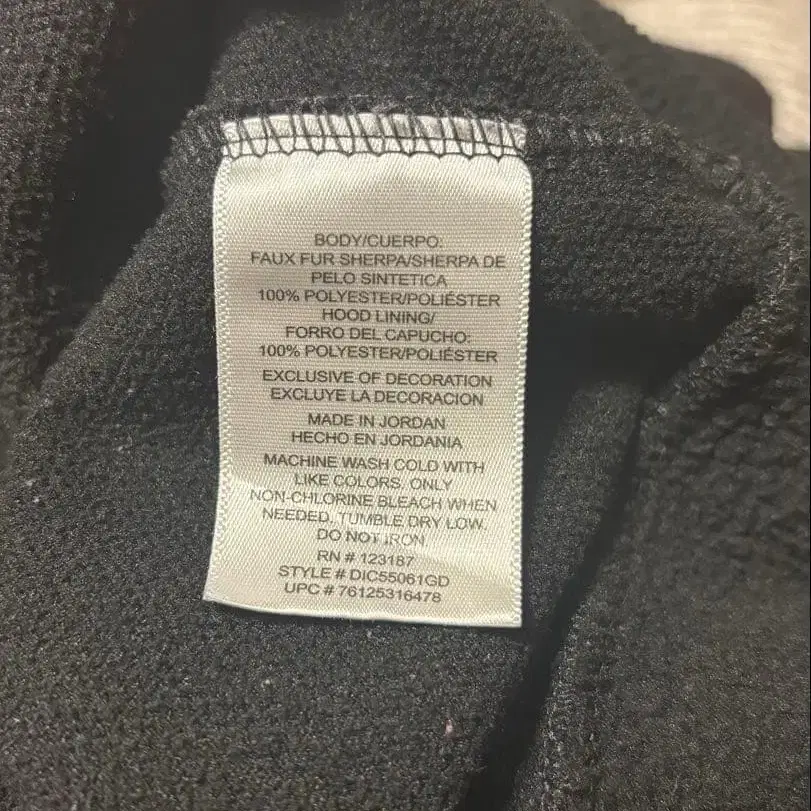 BODY/CUERPO:
FAUX FUR SHERPA/SHERPA DE
PELO SINTETICA
100% POLYESTER/POLIÉSTER
HOOD LINING/
FORRO DEL CAPUCHO:
100% POLYESTER/POLIÉSTER
EXCLUSIVE OF DECORATION
EXCLUYE LA DECORACION
MADE IN JORDAN
HECHO EN JORDANIA
MACHINE WASH COLD WITH
LIKE COLORS. ONLY
NON-CHLORINE BLEACH WHEN
NEEDED. TUMBLE DRY LOW.
DO NOT IRON
RN # 123187
STYLE # DIC55061GD
UPC # 76125316478